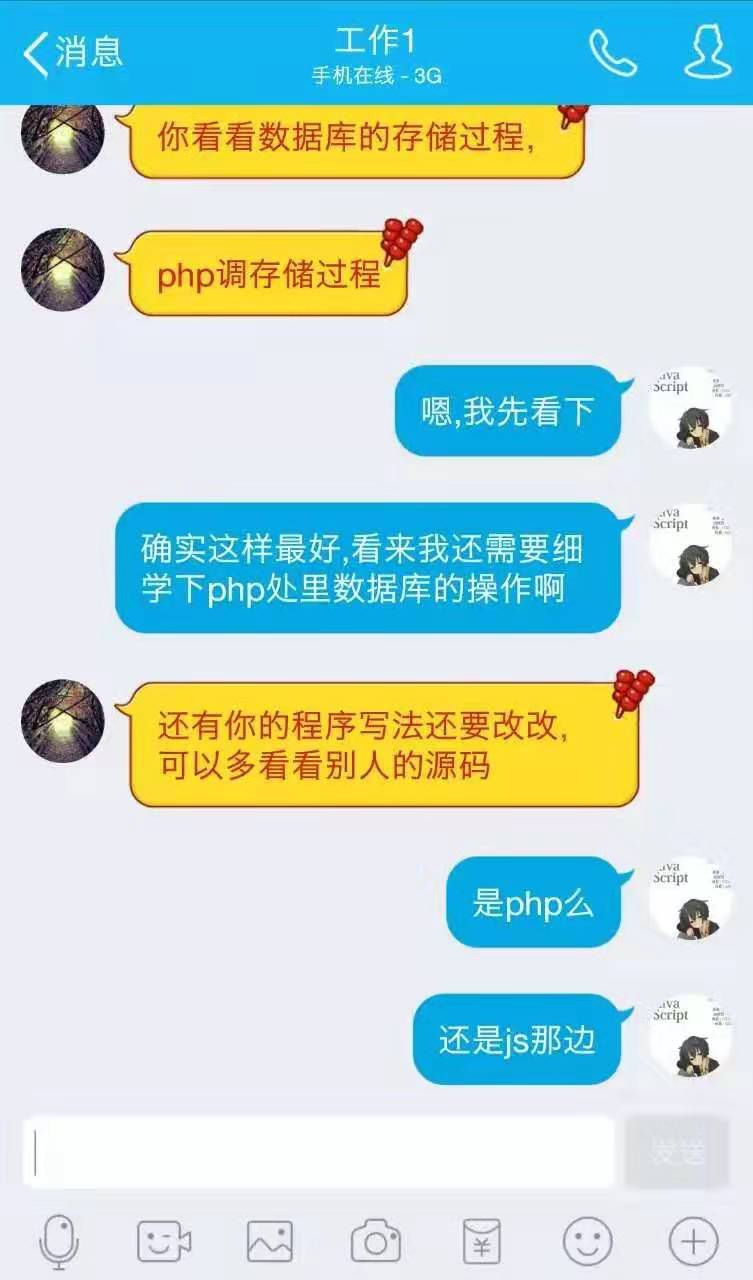 消息
工作1
手机在线 - 3G
你看看数据库的存储过程,
php调存储过程
嗯,我先看下
Script
确实这样最好,看来我还需要细
学下php处里数据库的操作啊
Script
还有你的程序写法还要改改,
可以多看看别人的源码
是php么
Script
还是js那边
Script
发送